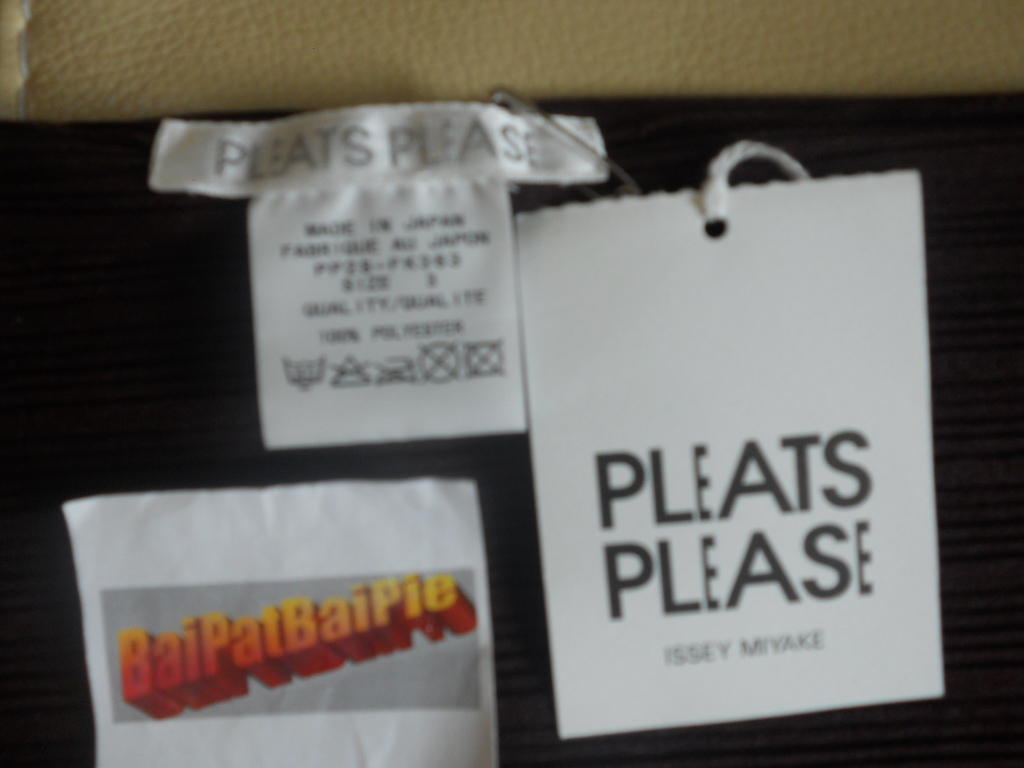 PLEATS PLEASE
MADE IN JAPAN
FABRIQUE AU JAPON
SIZE 3
QUALITY/QUALITE
100% POLYESTER
PLEATS
PLEASE
ISSEY MIYAKE
BaiPatBaiPie